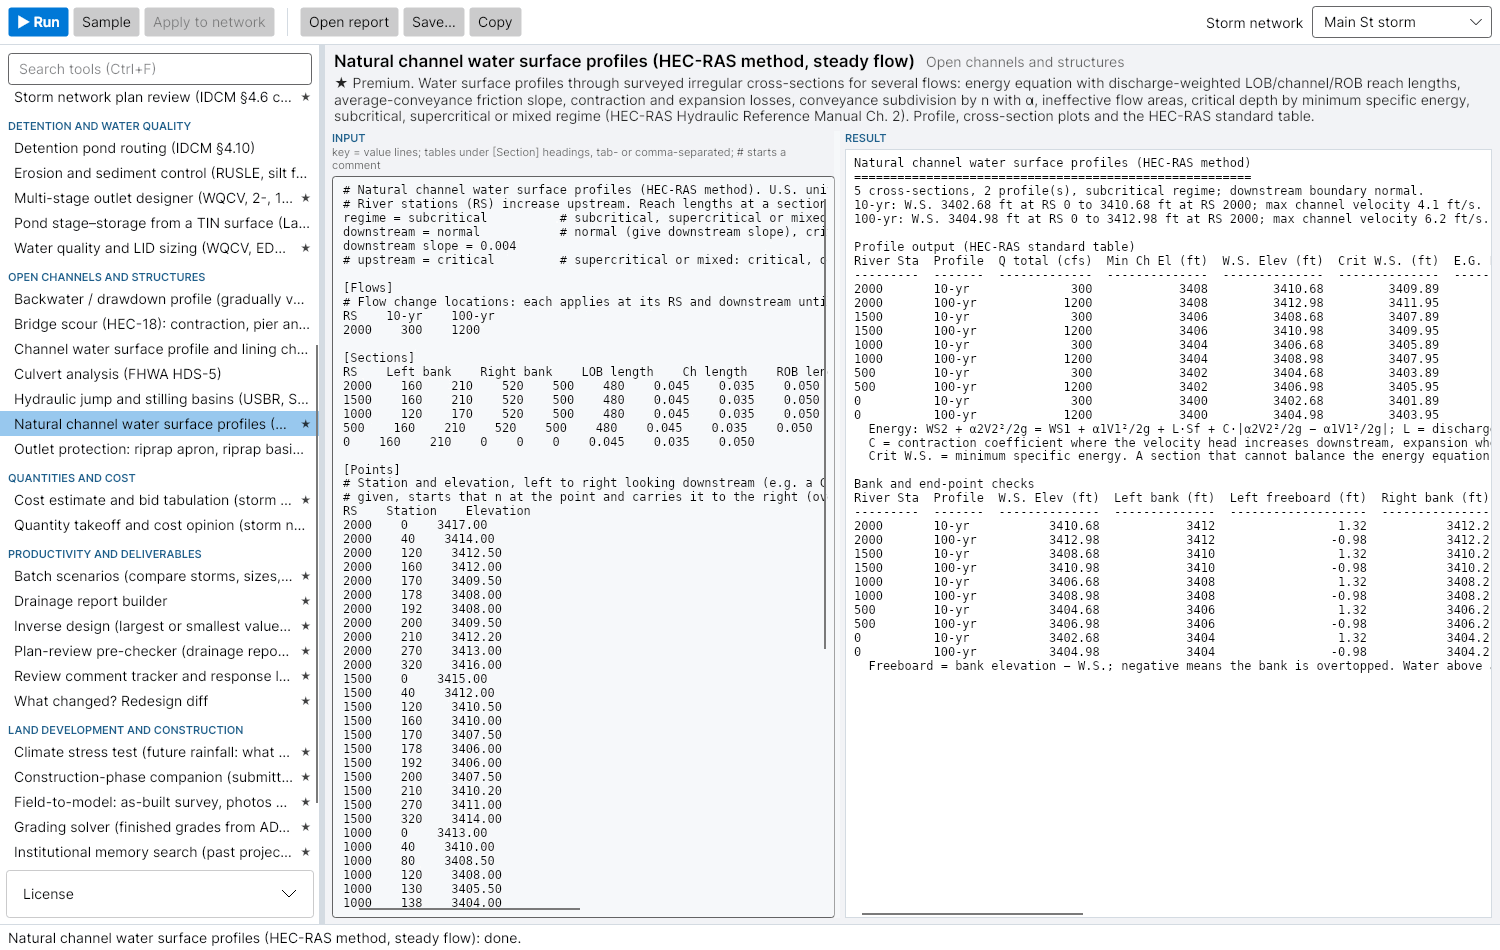 Run
Sample
Apply to network
Open report
Save...
Copy
Storm network
Main St storm
Search tools (Ctrl+F)
Storm network plan review (IDCM §4.6 c... ★
DETENTION AND WATER QUALITY
Detention pond routing (IDCM §4.10)
Erosion and sediment control (RUSLE, silt f...
Multi-stage outlet designer (WQCV, 2-, 1... ★
Pond stage–storage from a TIN surface (La...
Water quality and LID sizing (WQCV, ED... ★
OPEN CHANNELS AND STRUCTURES
Backwater / drawdown profile (gradually v...
Bridge scour (HEC-18): contraction, pier an...
Channel water surface profile and lining ch...
Culvert analysis (FHWA HDS-5)
Hydraulic jump and stilling basins (USBR, S...
Natural channel water surface profiles (... ★
Outlet protection: riprap apron, riprap basi...
QUANTITIES AND COST
Cost estimate and bid tabulation (storm ... ★
Quantity takeoff and cost opinion (storm n...
PRODUCTIVITY AND DELIVERABLES
Batch scenarios (compare storms, sizes,... ★
Drainage report builder ★
Inverse design (largest or smallest value... ★
Plan-review pre-checker (drainage repo... ★
Review comment tracker and response l... ★
What changed? Redesign diff ★
LAND DEVELOPMENT AND CONSTRUCTION
Climate stress test (future rainfall: what ... ★
Construction-phase companion (submitt... ★
Field-to-model: as-built survey, photos ... ★
Grading solver (finished grades from AD... ★
Institutional memory search (past projec... ★
License
Natural channel water surface profiles (HEC-RAS method, steady flow) Open channels and structures
★ Premium. Water surface profiles through surveyed irregular cross-sections for several flows: energy equation with discharge-weighted LOB/channel/ROB reach lengths,
average-conveyance friction slope, contraction and expansion losses, conveyance subdivision by n with α, ineffective flow areas, critical depth by minimum specific energy,
subcritical, supercritical or mixed regime (HEC-RAS Hydraulic Reference Manual Ch. 2). Profile, cross-section plots and the HEC-RAS standard table.
INPUT
key = value lines; tables under [Section] headings, tab- or comma-separated; # starts a
comment
# Natural channel water surface profiles (HEC-RAS method). U.S. uni
# River stations (RS) increase upstream. Reach lengths at a section
regime = subcritical # subcritical, supercritical or mixed
downstream = normal # normal (give downstream slope), cri
downstream slope = 0.004
# upstream = critical # supercritical or mixed: critical, c
[Flows]
# Flow change locations: each applies at its RS and downstream unti
RS 10-yr 100-yr
2000 300 1200
[Sections]
RS Left bank Right bank LOB length Ch length ROB len
2000 160 210 520 500 480 0.045 0.035 0.050
1500 160 210 520 500 480 0.045 0.035 0.050
1000 120 170 520 500 480 0.045 0.035 0.050
500 160 210 520 500 480 0.045 0.035 0.050
0 160 210 0 0 0 0.045 0.035 0.050
[Points]
# Station and elevation, left to right looking downstream (e.g. a C
# given, starts that n at the point and carries it to the right (ov
RS Station Elevation
2000 0 3417.00
2000 40 3414.00
2000 120 3412.50
2000 160 3412.00
2000 170 3409.50
2000 178 3408.00
2000 192 3408.00
2000 200 3409.50
2000 210 3412.20
2000 270 3413.00
2000 320 3416.00
1500 0 3415.00
1500 40 3412.00
1500 120 3410.50
1500 160 3410.00
1500 170 3407.50
1500 178 3406.00
1500 192 3406.00
1500 200 3407.50
1500 210 3410.20
1500 270 3411.00
1500 320 3414.00
1000 0 3413.00
1000 40 3410.00
1000 80 3408.50
1000 120 3408.00
1000 130 3405.50
1000 138 3404.00
RESULT
Natural channel water surface profiles (HEC-RAS method)
=======================================================
5 cross-sections, 2 profile(s), subcritical regime; downstream boundary normal.
10-yr: W.S. 3402.68 ft at RS 0 to 3410.68 ft at RS 2000; max channel velocity 4.1 ft/s.
100-yr: W.S. 3404.98 ft at RS 0 to 3412.98 ft at RS 2000; max channel velocity 6.2 ft/s.
Profile output (HEC-RAS standard table)
River Sta Profile Q total (cfs) Min Ch El (ft) W.S. Elev (ft) Crit W.S. (ft) E.G.
--------- ------- ------------- -------------- -------------- -------------- -----
2000 10-yr 300 3408 3410.68 3409.89
2000 100-yr 1200 3408 3412.98 3411.95
1500 10-yr 300 3406 3408.68 3407.89
1500 100-yr 1200 3406 3410.98 3409.95
1000 10-yr 300 3404 3406.68 3405.89
1000 100-yr 1200 3404 3408.98 3407.95
500 10-yr 300 3402 3404.68 3403.89
500 100-yr 1200 3402 3406.98 3405.95
0 10-yr 300 3400 3402.68 3401.89
0 100-yr 1200 3400 3404.98 3403.95
Energy: WS2 + α2V2²/2g = WS1 + α1V1²/2g + L·Sf + C·|α2V2²/2g − α1V1²/2g|; L = discharg
C = contraction coefficient where the velocity head increases downstream, expansion whe
Crit W.S. = minimum specific energy. A section that cannot balance the energy equation
Bank and end-point checks
River Sta Profile W.S. Elev (ft) Left bank (ft) Left freeboard (ft) Right bank (ft)
--------- ------- -------------- -------------- ------------------- ---------------
2000 10-yr 3410.68 3412 1.32 3412.2
2000 100-yr 3412.98 3412 -0.98 3412.2
1500 10-yr 3408.68 3410 1.32 3410.2
1500 100-yr 3410.98 3410 -0.98 3410.2
1000 10-yr 3406.68 3408 1.32 3408.2
1000 100-yr 3408.98 3408 -0.98 3408.2
500 10-yr 3404.68 3406 1.32 3406.2
500 100-yr 3406.98 3406 -0.98 3406.2
0 10-yr 3402.68 3404 1.32 3404.2
0 100-yr 3404.98 3404 -0.98 3404.2
Freeboard = bank elevation − W.S.; negative means the bank is overtopped. Water above
Natural channel water surface profiles (HEC-RAS method, steady flow): done.